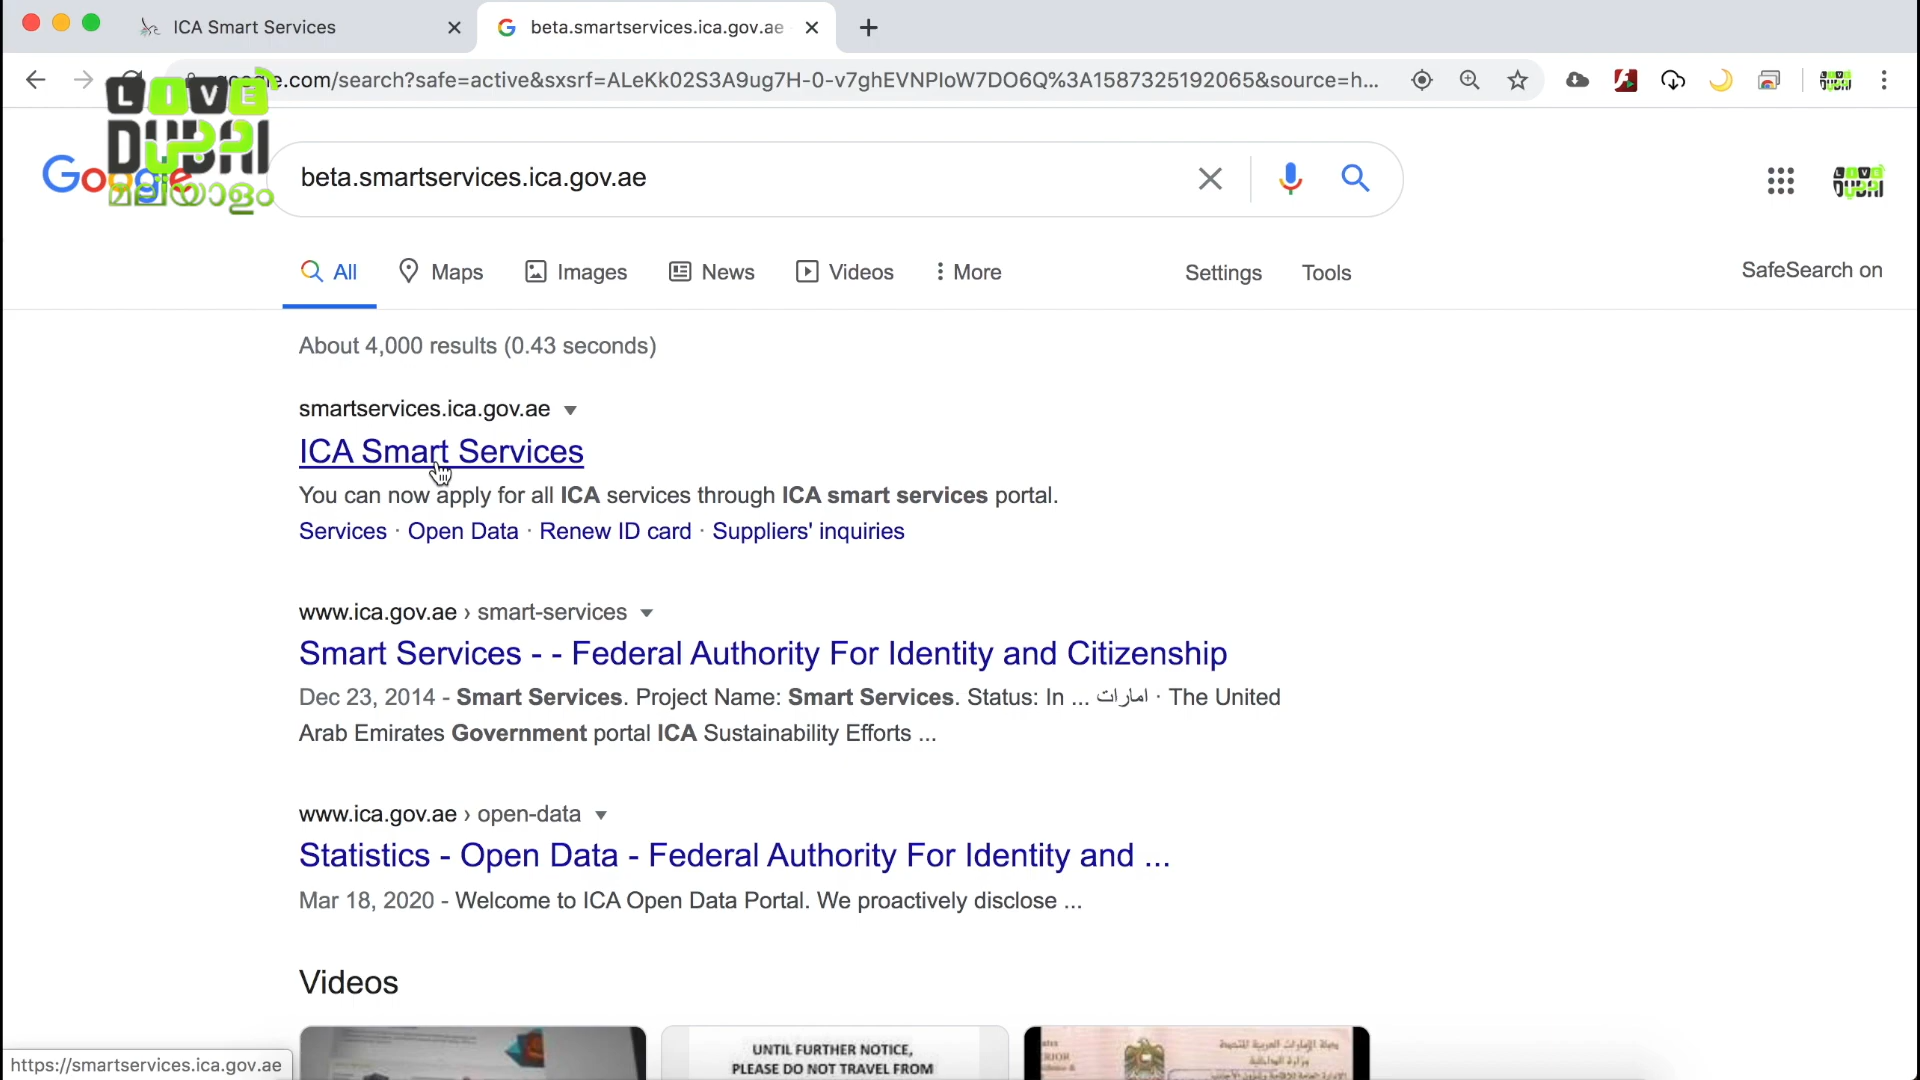 ICA Smart Services
beta.smartservices.ica.gov.ae
.com/search?safe=active&sxsrf=ALeKk02S3A9ug7H-0-v7ghEVNPIoW7DO6Q%3A1587325192065&source=h...
LIVE
DUBAI
മലയാളം
Google
beta.smartservices.ica.gov.ae
All
Maps
Images
News
Videos
More
Settings
Tools
SafeSearch on
About 4,000 results (0.43 seconds)
smartservices.ica.gov.ae
ICA Smart Services
You can now apply for all ICA services through ICA smart services portal.
Services · Open Data · Renew ID card · Suppliers' inquiries
www.ica.gov.ae › smart-services
Smart Services - - Federal Authority For Identity and Citizenship
Dec 23, 2014 - Smart Services. Project Name: Smart Services. Status: In ... امارات · The United
Arab Emirates Government portal ICA Sustainability Efforts ...
www.ica.gov.ae › open-data
Statistics - Open Data - Federal Authority For Identity and ...
Mar 18, 2020 - Welcome to ICA Open Data Portal. We proactively disclose ...
Videos
UNTIL FURTHER NOTICE,
PLEASE DO NOT TRAVEL FROM
https://smartservices.ica.gov.ae